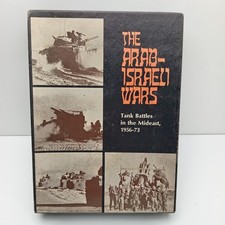 THE
ARAB-
ISRAELI
WARS
Tank Battles
in the Mideast,
1956-73